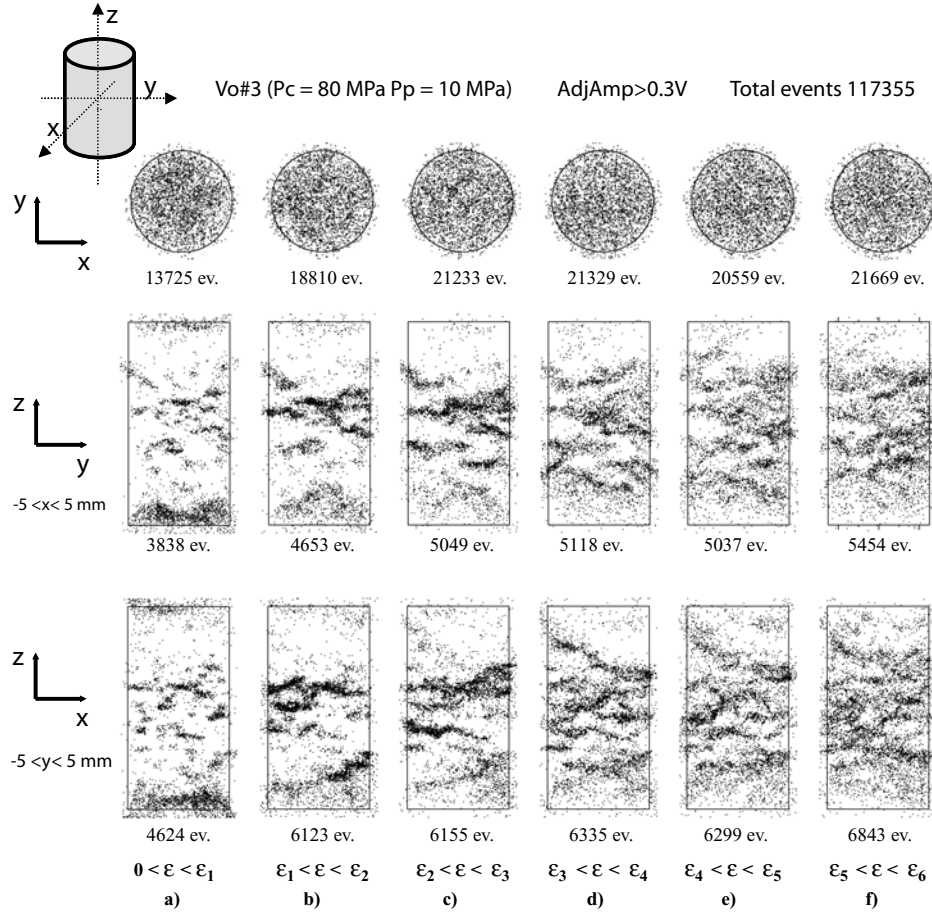 z
y
x
Vo#3 (Pc = 80 MPa Pp = 10 MPa) AdjAmp>0.3V Total events 117355
y
x
13725 ev. 18810 ev. 21233 ev. 21329 ev. 20559 ev. 21669 ev.
z
y
-5 <x< 5 mm
3838 ev. 4653 ev. 5049 ev. 5118 ev. 5037 ev. 5454 ev.
z
x
-5 <y< 5 mm
4624 ev. 6123 ev. 6155 ev. 6335 ev. 6299 ev. 6843 ev.
0 < ε < ε₁ ε₁ < ε < ε₂ ε₂ < ε < ε₃ ε₃ < ε < ε₄ ε₄ < ε < ε₅ ε₅ < ε < ε₆
a) b) c) d) e) f)